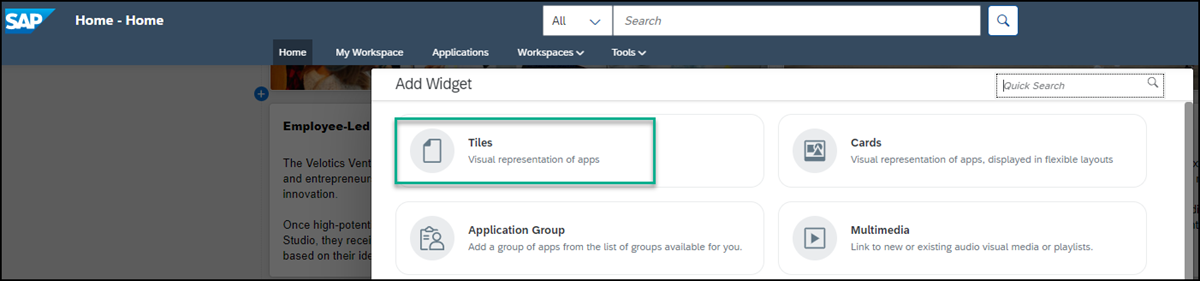 SAP Home - Home All Search
Home My Workspace Applications Workspaces Tools
Add Widget Quick Search
Employee-Led
Tiles Cards
Visual representation of apps Visual representation of apps, displayed in flexible layouts
The Velotics Vent
and entrepreneur
innovation.
Application Group Multimedia
Once high-potent
Add a group of apps from the list of groups available for you. Link to new or existing audio visual media or playlists.
Studio, they recei
based on their ide